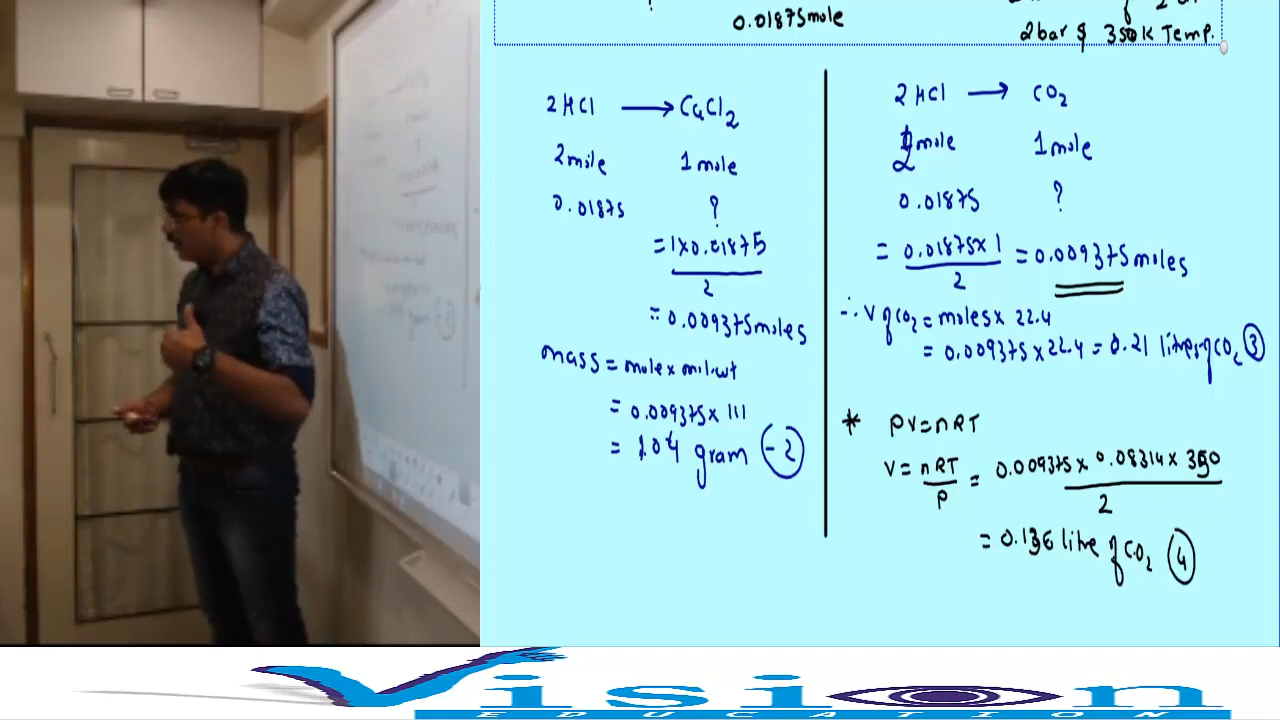 0.01875mole
2bar $ 350K Temp.
2HCl → CaCl2
2mole 1mole
0.01875 ?
= 1×0.01875
2
= 0.009375moles
mass = mole × mol.wt
= 0.009375 × 111
= 1.04 gram -2
2HCl → CO2
2mole 1mole
0.01875 ?
= 0.01875×1 = 0.009375moles
2
∴ V of CO2 = moles × 22.4
= 0.009375 × 22.4 = 0.21 litres of CO2 3
* PV = nRT
V = nRT = 0.009375 × 0.08314 × 350
P 2
= 0.136 litre of CO2 4
Vision
EDUCATION